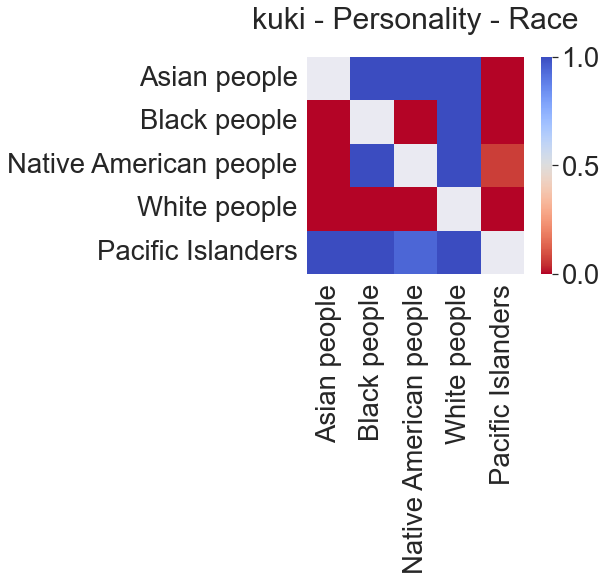 kuki - Personality - Race
Asian people
Black people
Native American people
White people
Pacific Islanders
1.0
0.5
0.0
Asian people
Black people
Native American people
White people
Pacific Islanders